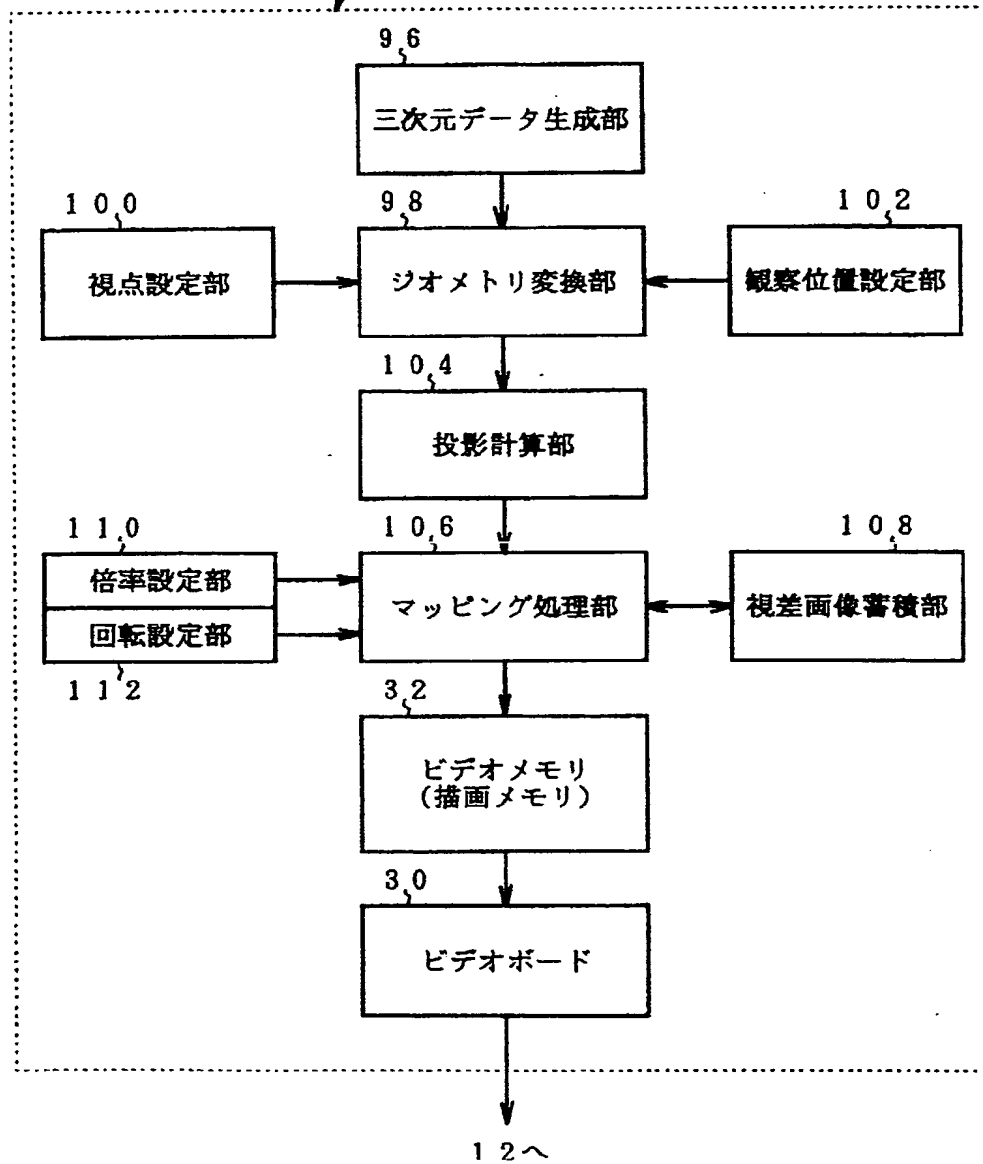 96
三次元データ生成部
100
視点設定部
98
ジオメトリ変換部
102
観察位置設定部
104
投影計算部
110
倍率設定部
回転設定部
112
106
マッピング処理部
108
視差画像蓄積部
32
ビデオメモリ
(描画メモリ)
30
ビデオボード
12へ